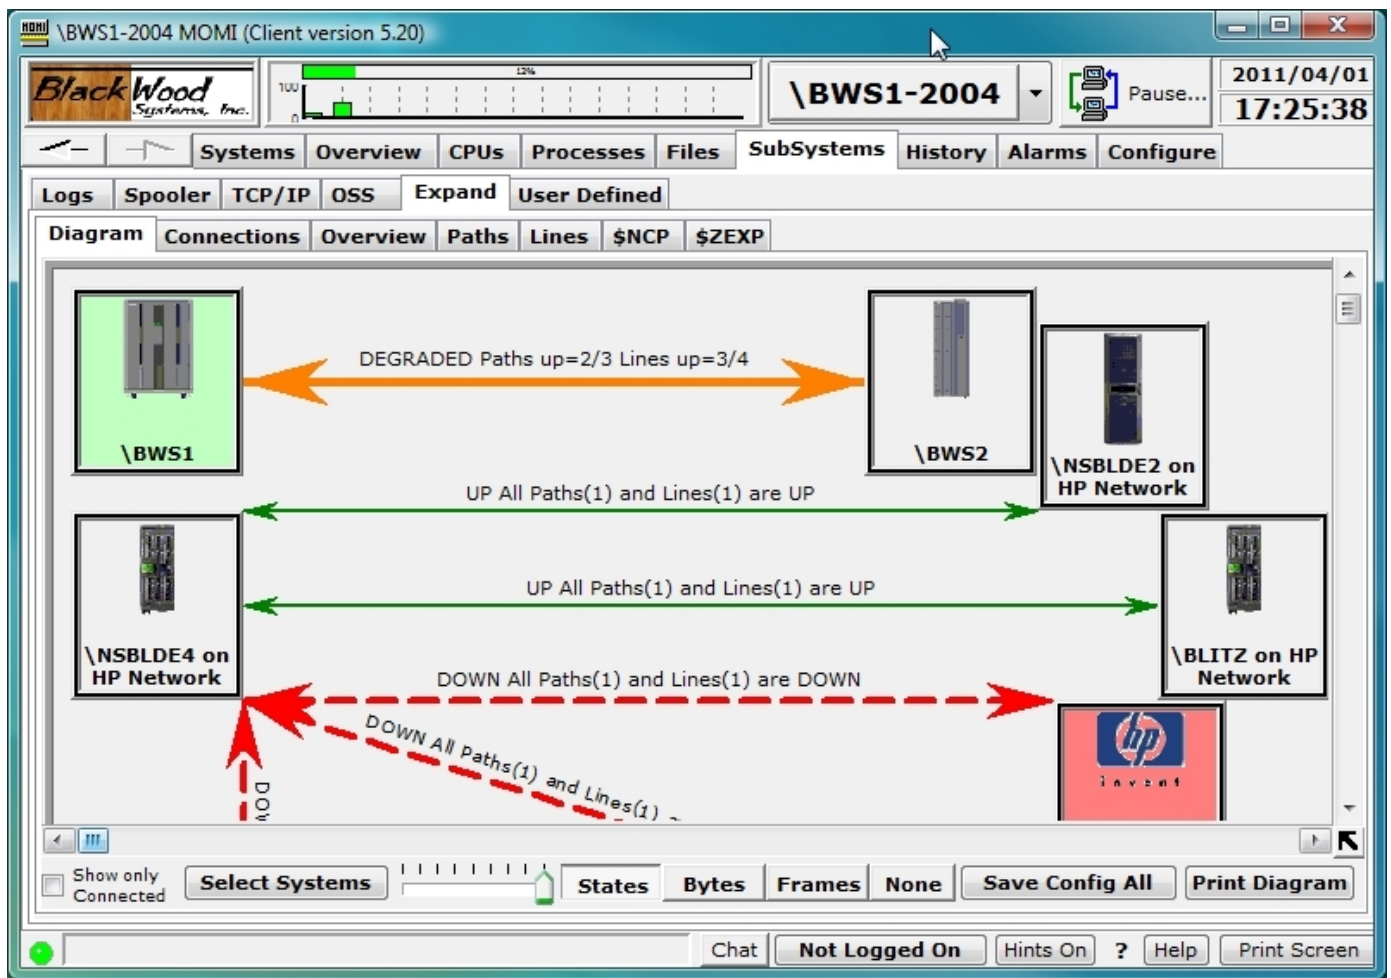 MOMI
\BWS1-2004 MOMI (Client version 5.20)
BlackWood
Systems, Inc.
12%
100
0
\BWS1-2004
Pause...
2011/04/01
17:25:38
Systems Overview CPUs Processes Files SubSystems History Alarms Configure
Logs Spooler TCP/IP OSS Expand User Defined
Diagram Connections Overview Paths Lines $NCP $ZEXP
DEGRADED Paths up=2/3 Lines up=3/4
\BWS1
\BWS2
\NSBLDE2 on
HP Network
UP All Paths(1) and Lines(1) are UP
UP All Paths(1) and Lines(1) are UP
\NSBLDE4 on
HP Network
\BLITZ on HP
Network
DOWN All Paths(1) and Lines(1) are DOWN
DOWN All Paths(1) and Lines(1)
hp
invent
Show only
Connected
Select Systems
States Bytes Frames None
Save Config All
Print Diagram
Chat
Not Logged On
Hints On
?
Help
Print Screen